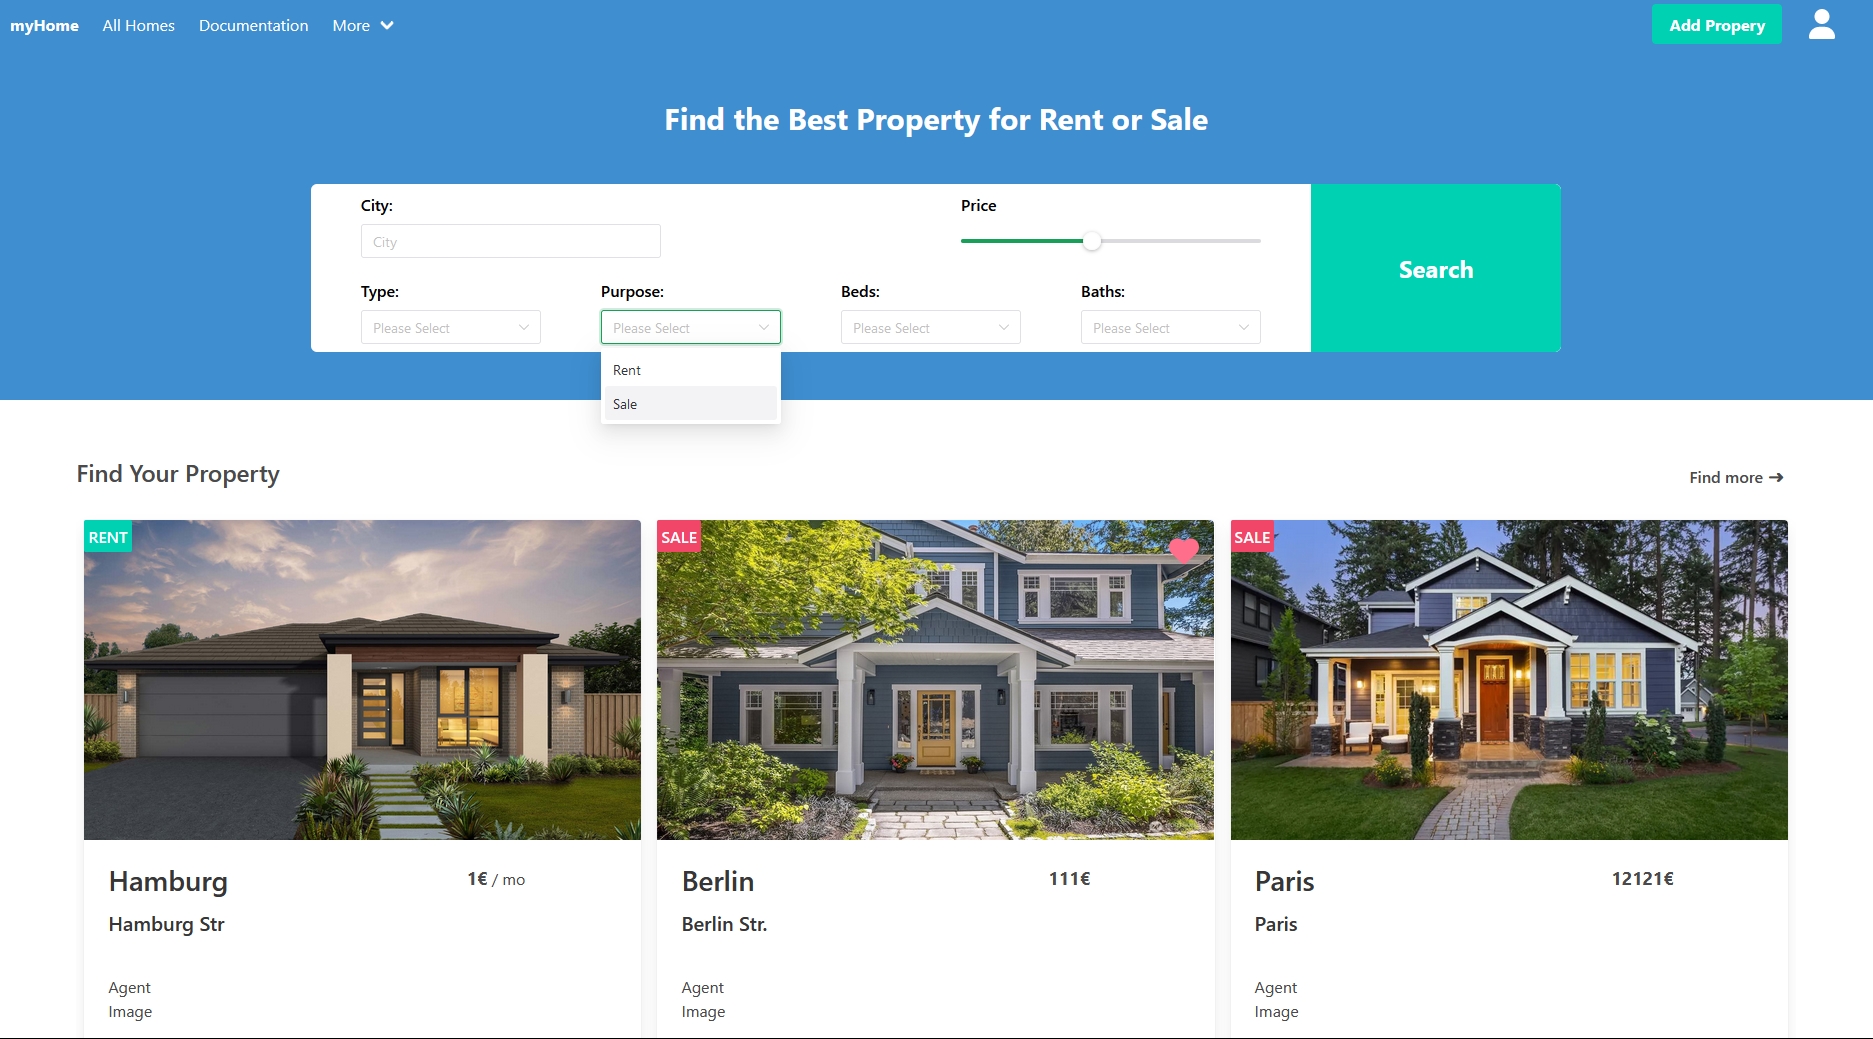 myHome All Homes Documentation More Add Propery
Find the Best Property for Rent or Sale
City: Price
City
Search
Type: Purpose: Beds: Baths:
Please Select Please Select Please Select Please Select
Rent
Sale
Find Your Property Find more →
RENT SALE SALE
Hamburg 1€ / mo Berlin 111€ Paris 12121€
Hamburg Str Berlin Str. Paris
Agent Agent Agent
Image Image Image